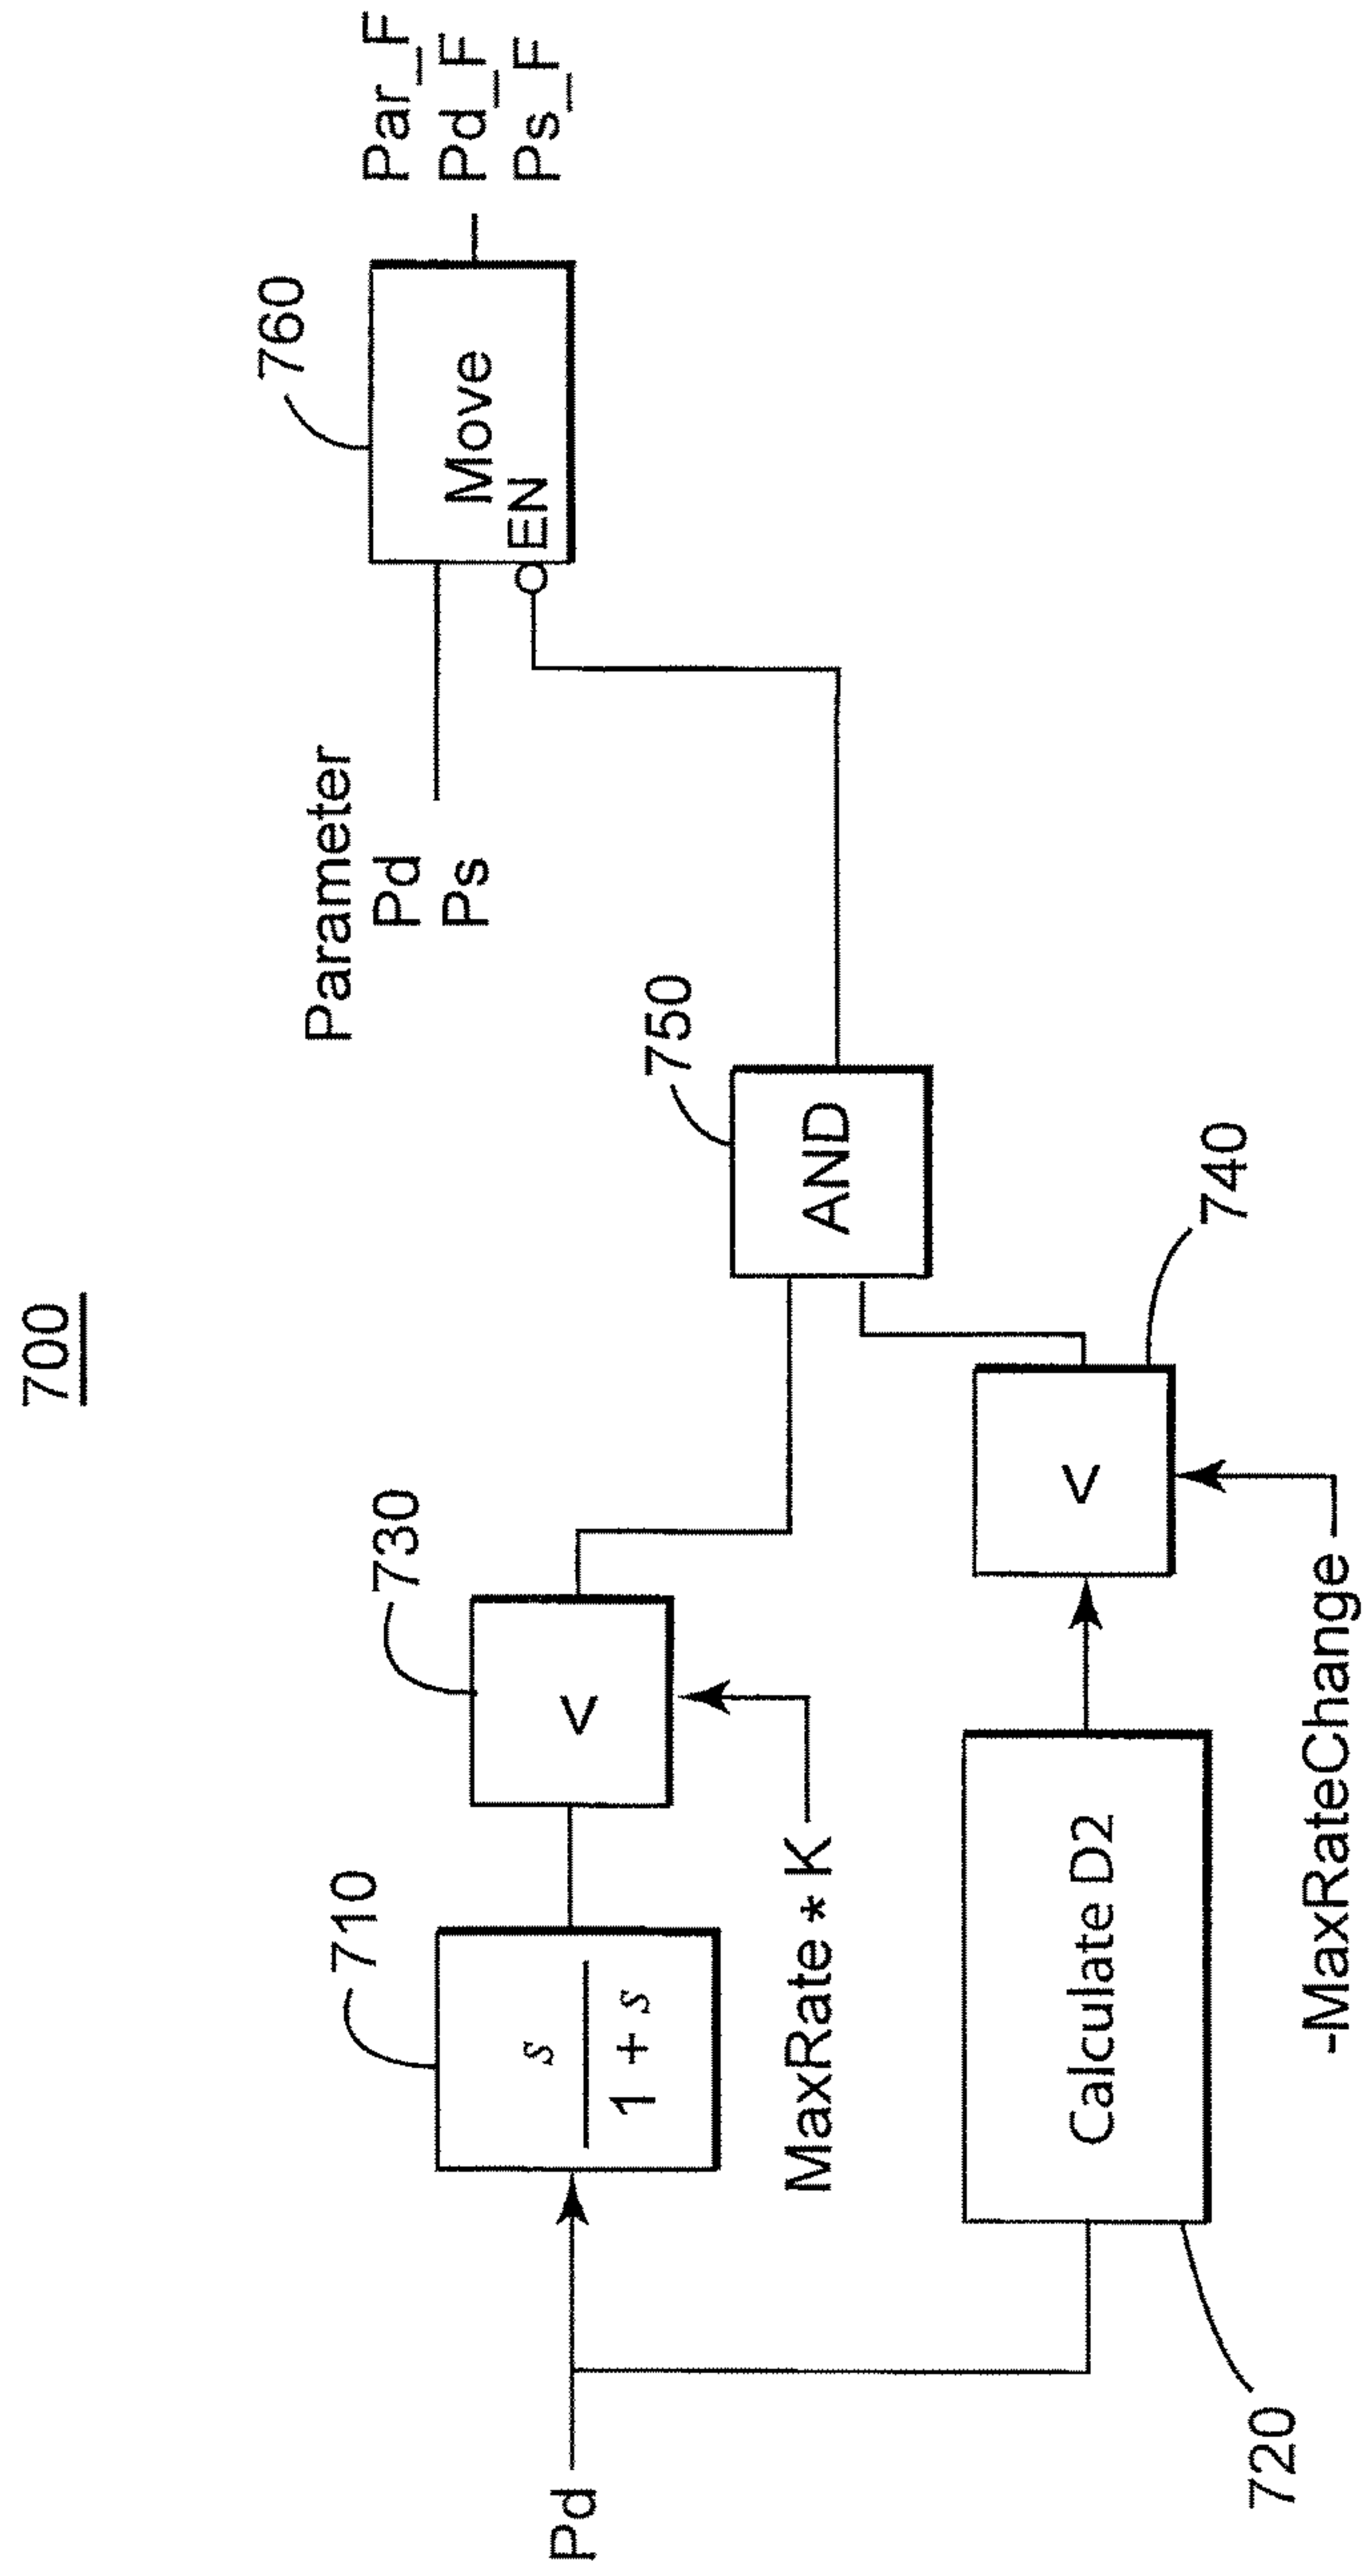 700
760
Parameter
Pd
Ps
Move
EN
Par_F
Pd_F
Ps_F
710
730
Pd
s
1 + s
<
750
AND
MaxRate * K
720
Calculate D2
<
740
-MaxRateChange